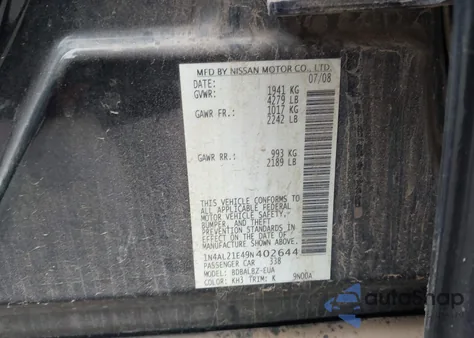 MFD BY NISSAN MOTOR CO., LTD.
DATE: 07/08
GVWR: 1941 KG
4279 LB
GAWR FR.: 1017 KG
2242 LB
GAWR RR.: 993 KG
2189 LB
THIS VEHICLE CONFORMS TO
ALL APPLICABLE FEDERAL
MOTOR VEHICLE SAFETY,
BUMPER, AND THEFT
PREVENTION STANDARDS IN
EFFECT ON THE DATE OF
MANUFACTURE SHOWN ABOVE.
1N4AL21E49N402644
PASSENGER CAR 338
MODEL: BDBALBZ-EUA
COLOR: KH3 TRIM: K 9N00A
autoShap